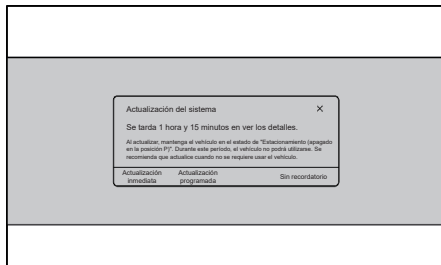 Actualización del sistema
Se tarda 1 hora y 15 minutos en ver los detalles.
Al actualizar, mantenga el vehículo en el estado de "Estacionamiento (apagado
en la posición P)". Durante este período, el vehículo no podrá utilizarse. Se
recomienda que actualice cuando no se requiere usar el vehículo.
Actualización
inmediata
Actualización
programada
Sin recordatorio